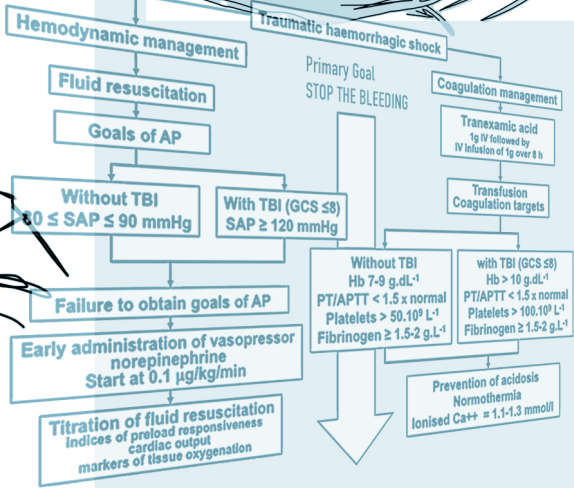 Traumatic haemorrhagic shock
Hemodynamic management
Fluid resuscitation
Goals of AP
Without TBI
≤ SAP ≤ 90 mmHg
With TBI (GCS ≤8)
SAP ≥ 120 mmHg
Failure to obtain goals of AP
Early administration of vasopressor
norepinephrine
Start at 0.1 µg/kg/min
Titration of fluid resuscitation
indices of preload responsiveness
cardiac output
markers of tissue oxygenation
Primary Goal
STOP THE BLEEDING
Coagulation management
Tranexamic acid
1g IV followed by
IV infusion of 1g over 8 h
Transfusion
Coagulation targets
Without TBI
Hb 7-9 g.dL⁻¹
PT/APTT < 1.5 x normal
Platelets > 50.10⁹ L⁻¹
Fibrinogen ≥ 1.5-2 g.L⁻¹
with TBI (GCS ≤8)
Hb > 10 g.dL⁻¹
PT/APTT < 1.5 x normal
Platelets > 100.10⁹ L⁻¹
Fibrinogen ≥ 1.5-2 g.L⁻¹
Prevention of acidosis
Normothermia
Ionised Ca++ = 1.1-1.3 mmol/l